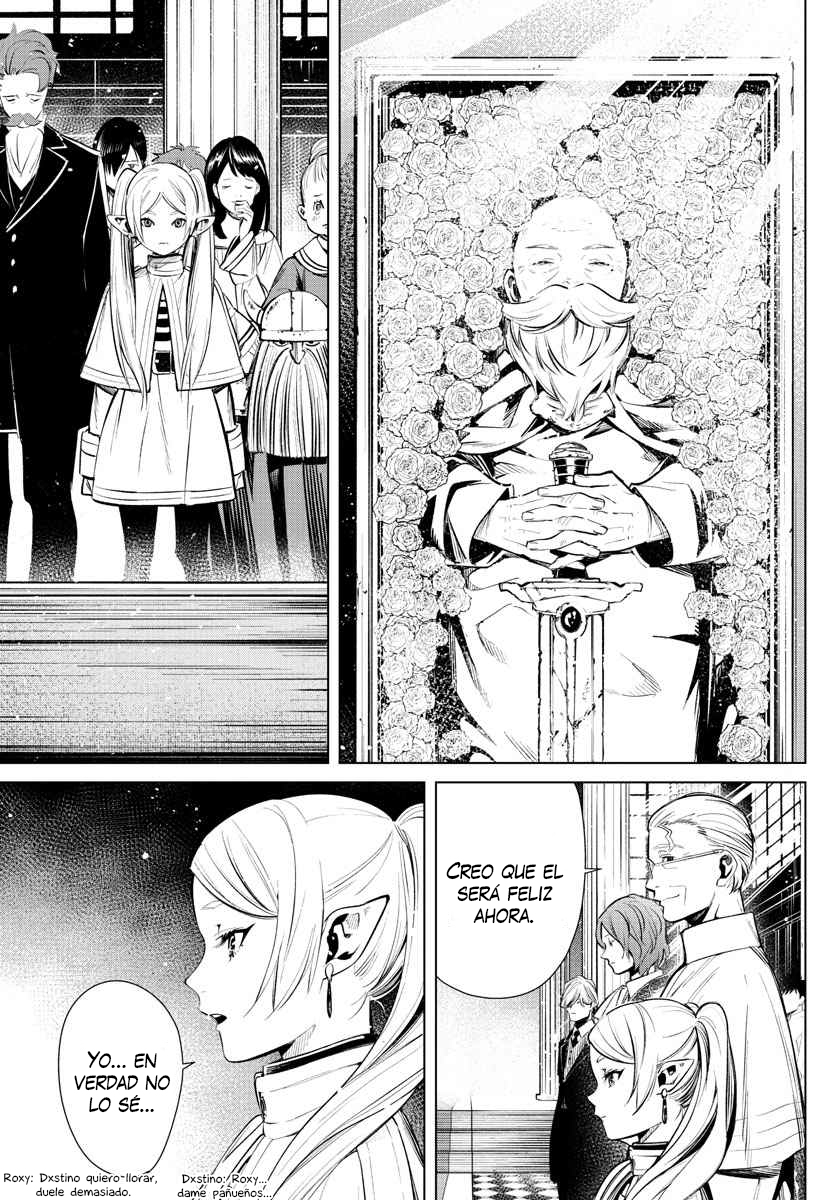 CREO QUE EL
SERÁ FELIZ
AHORA.
YO... EN
VERDAD NO
LO SÉ...
Roxy: Dxstino quiero llorar,
duele demasiado.
Dxstino: Roxy...
dame pañueños...